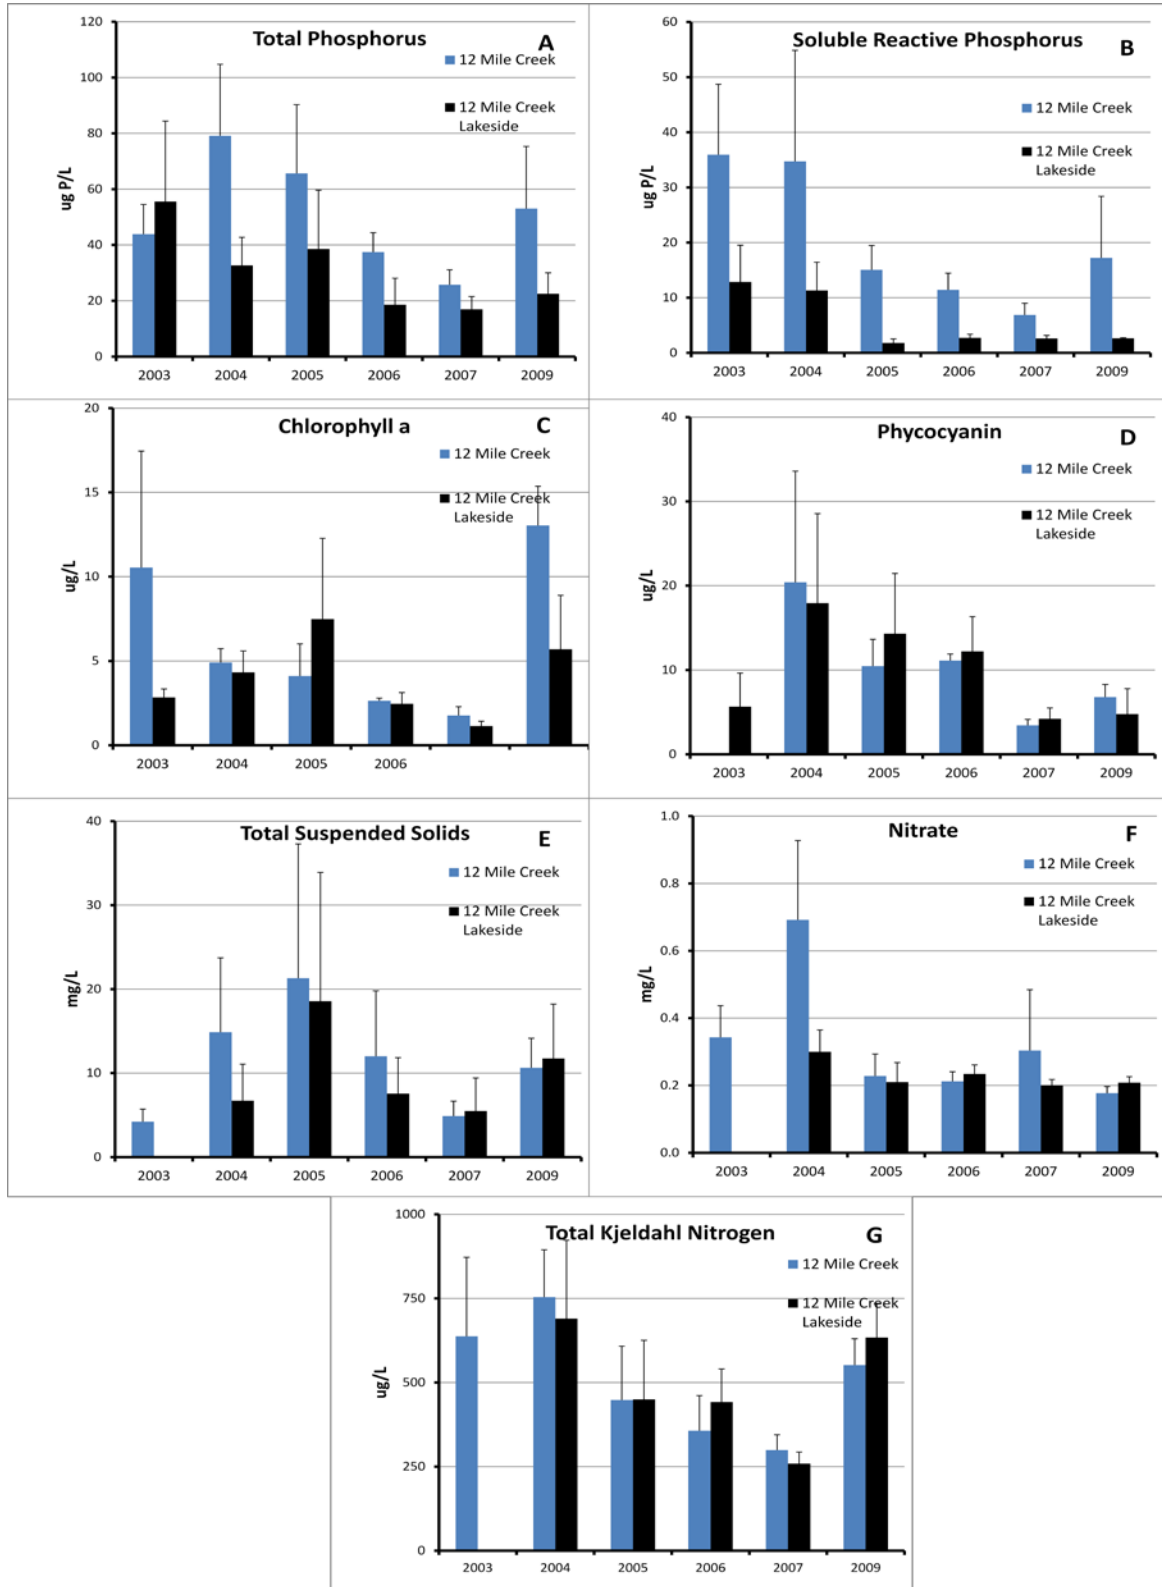 Total Phosphorus
A
12 Mile Creek
12 Mile Creek
Lakeside
ug P/L
120
100
80
60
40
20
0
2003 2004 2005 2006 2007 2009
Soluble Reactive Phosphorus
B
12 Mile Creek
12 Mile Creek
Lakeside
ug P/L
60
50
40
30
20
10
0
2003 2004 2005 2006 2007 2009
Chlorophyll a
C
12 Mile Creek
12 Mile Creek
Lakeside
ug/L
20
15
10
5
0
2003 2004 2005 2006
Phycocyanin
D
12 Mile Creek
12 Mile Creek
Lakeside
ug/L
40
30
20
10
0
2003 2004 2005 2006 2007 2009
Total Suspended Solids
E
12 Mile Creek
12 Mile Creek
Lakeside
mg/L
40
30
20
10
0
2003 2004 2005 2006 2007 2009
Nitrate
F
12 Mile Creek
12 Mile Creek
Lakeside
mg/L
1.0
0.8
0.6
0.4
0.2
0.0
2003 2004 2005 2006 2007 2009
Total Kjeldahl Nitrogen
G
12 Mile Creek
12 Mile Creek
Lakeside
ug/L
1000
750
500
250
0
2003 2004 2005 2006 2007 2009